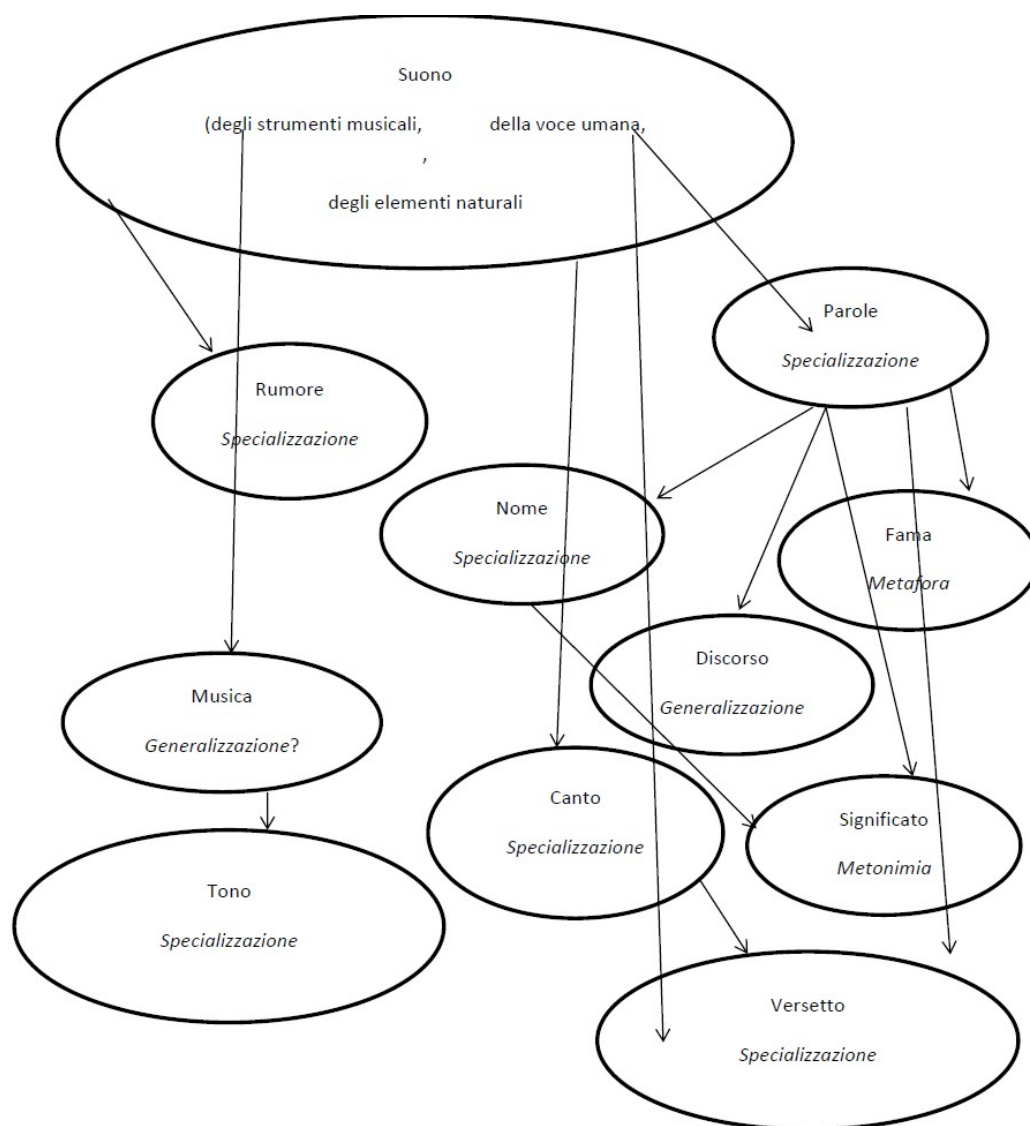 Suono
(degli strumenti musicali, della voce umana,
,
degli elementi naturali
Parole
Specializzazione
Rumore
Specializzazione
Nome
Specializzazione
Fama
Metafora
Discorso
Generalizzazione
Musica
Generalizzazione?
Canto
Specializzazione
Significato
Metonimia
Tono
Specializzazione
Versetto
Specializzazione